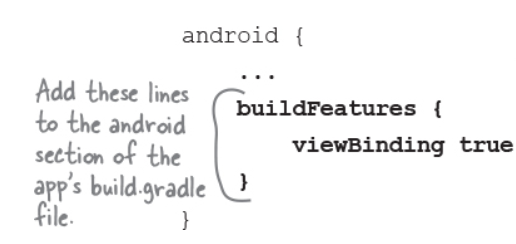 android {
...
buildFeatures {
viewBinding true
}
}
Add these lines
to the android
section of the
app's build.gradle
file.